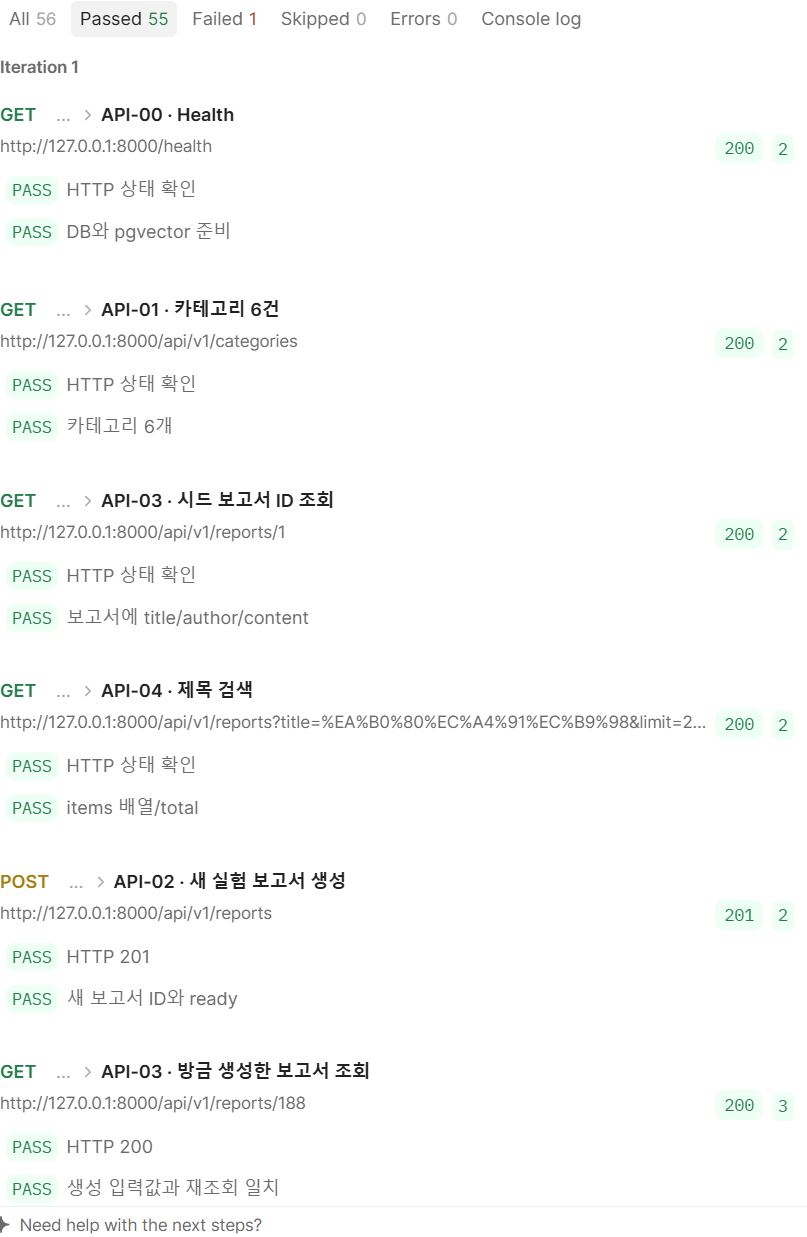 All 56 Passed 55 Failed 1 Skipped 0 Errors 0 Console log
Iteration 1
GET ... > API-00 · Health
http://127.0.0.1:8000/health 200 2
PASS HTTP 상태 확인
PASS DB와 pgvector 준비
GET ... > API-01 · 카테고리 6건
http://127.0.0.1:8000/api/v1/categories 200 2
PASS HTTP 상태 확인
PASS 카테고리 6개
GET ... > API-03 · 시드 보고서 ID 조회
http://127.0.0.1:8000/api/v1/reports/1 200 2
PASS HTTP 상태 확인
PASS 보고서에 title/author/content
GET ... > API-04 · 제목 검색
http://127.0.0.1:8000/api/v1/reports?title=%EA%B0%80%EC%A4%91%EC%B9%98&limit=2... 200 2
PASS HTTP 상태 확인
PASS items 배열/total
POST ... > API-02 · 새 실험 보고서 생성
http://127.0.0.1:8000/api/v1/reports 201 2
PASS HTTP 201
PASS 새 보고서 ID와 ready
GET ... > API-03 · 방금 생성한 보고서 조회
http://127.0.0.1:8000/api/v1/reports/188 200 3
PASS HTTP 200
PASS 생성 입력값과 재조회 일치
Need help with the next steps?